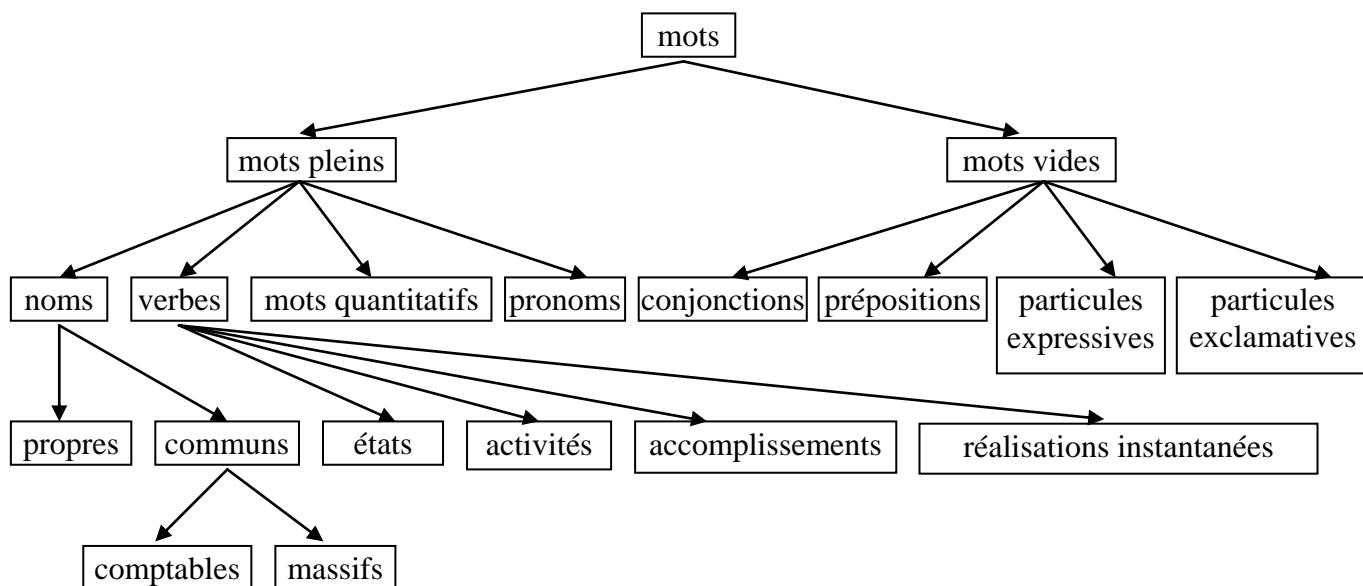 mots
mots pleins
mots vides
noms
verbes
mots quantitatifs
pronoms
conjonctions
prépositions
particules
expressives
particules
exclamatives
propres
communs
états
activités
accomplissements
réalisations instantanées
comptables
massifs